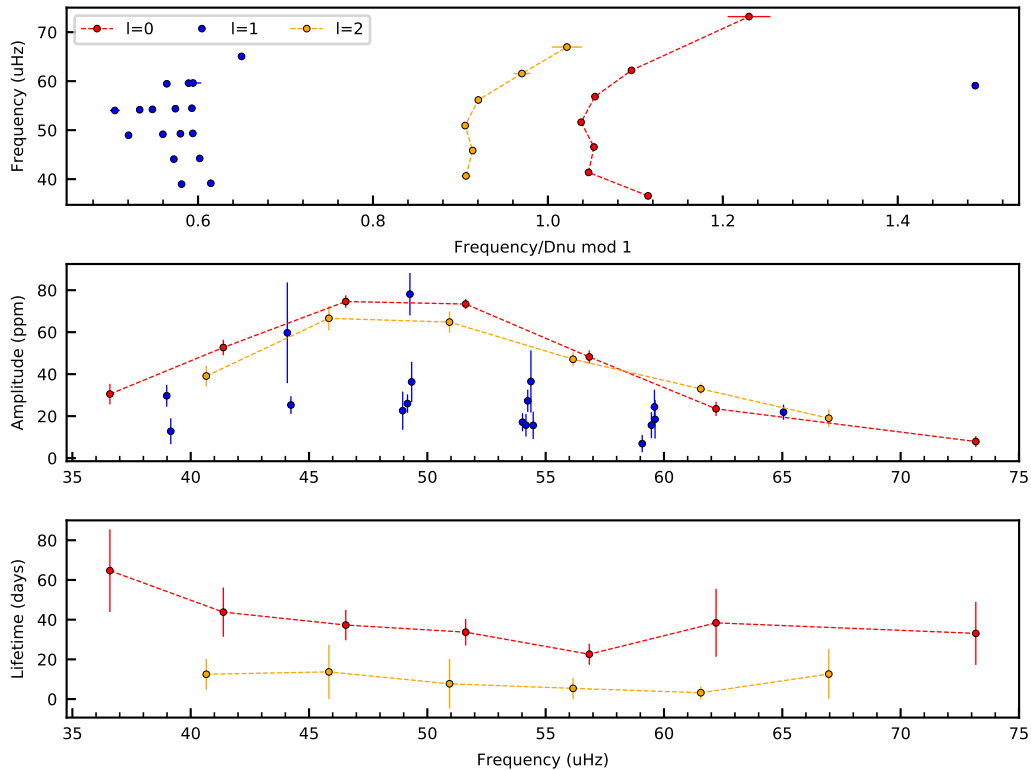 l=0 l=1 l=2
Frequency (uHz)
70
60
50
40
0.6 0.8 1.0 1.2 1.4
Frequency/Dnu mod 1
Amplitude (ppm)
80
60
40
20
0
35 40 45 50 55 60 65 70 75
Lifetime (days)
80
60
40
20
0
35 40 45 50 55 60 65 70 75
Frequency (uHz)